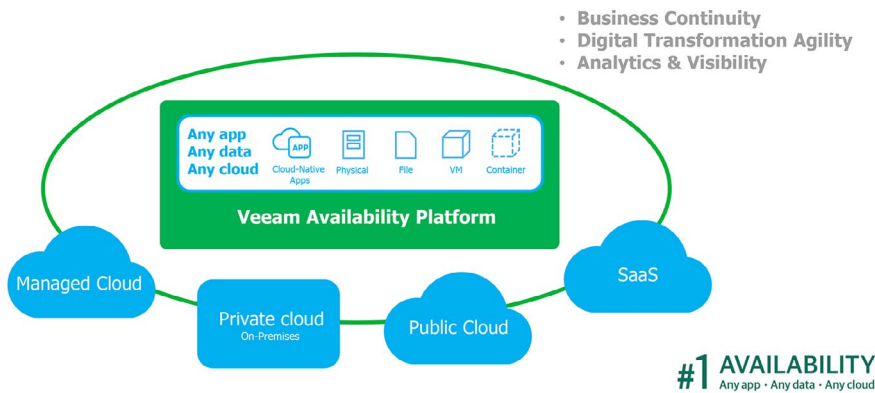 • Business Continuity
• Digital Transformation Agility
• Analytics & Visibility
Any app
Any data
Any cloud
APP
Cloud-Native
Apps
Physical
File
VM
Container
Veeam Availability Platform
Managed Cloud
Private cloud
On-Premises
Public Cloud
SaaS
#1 AVAILABILITY
Any app · Any data · Any cloud